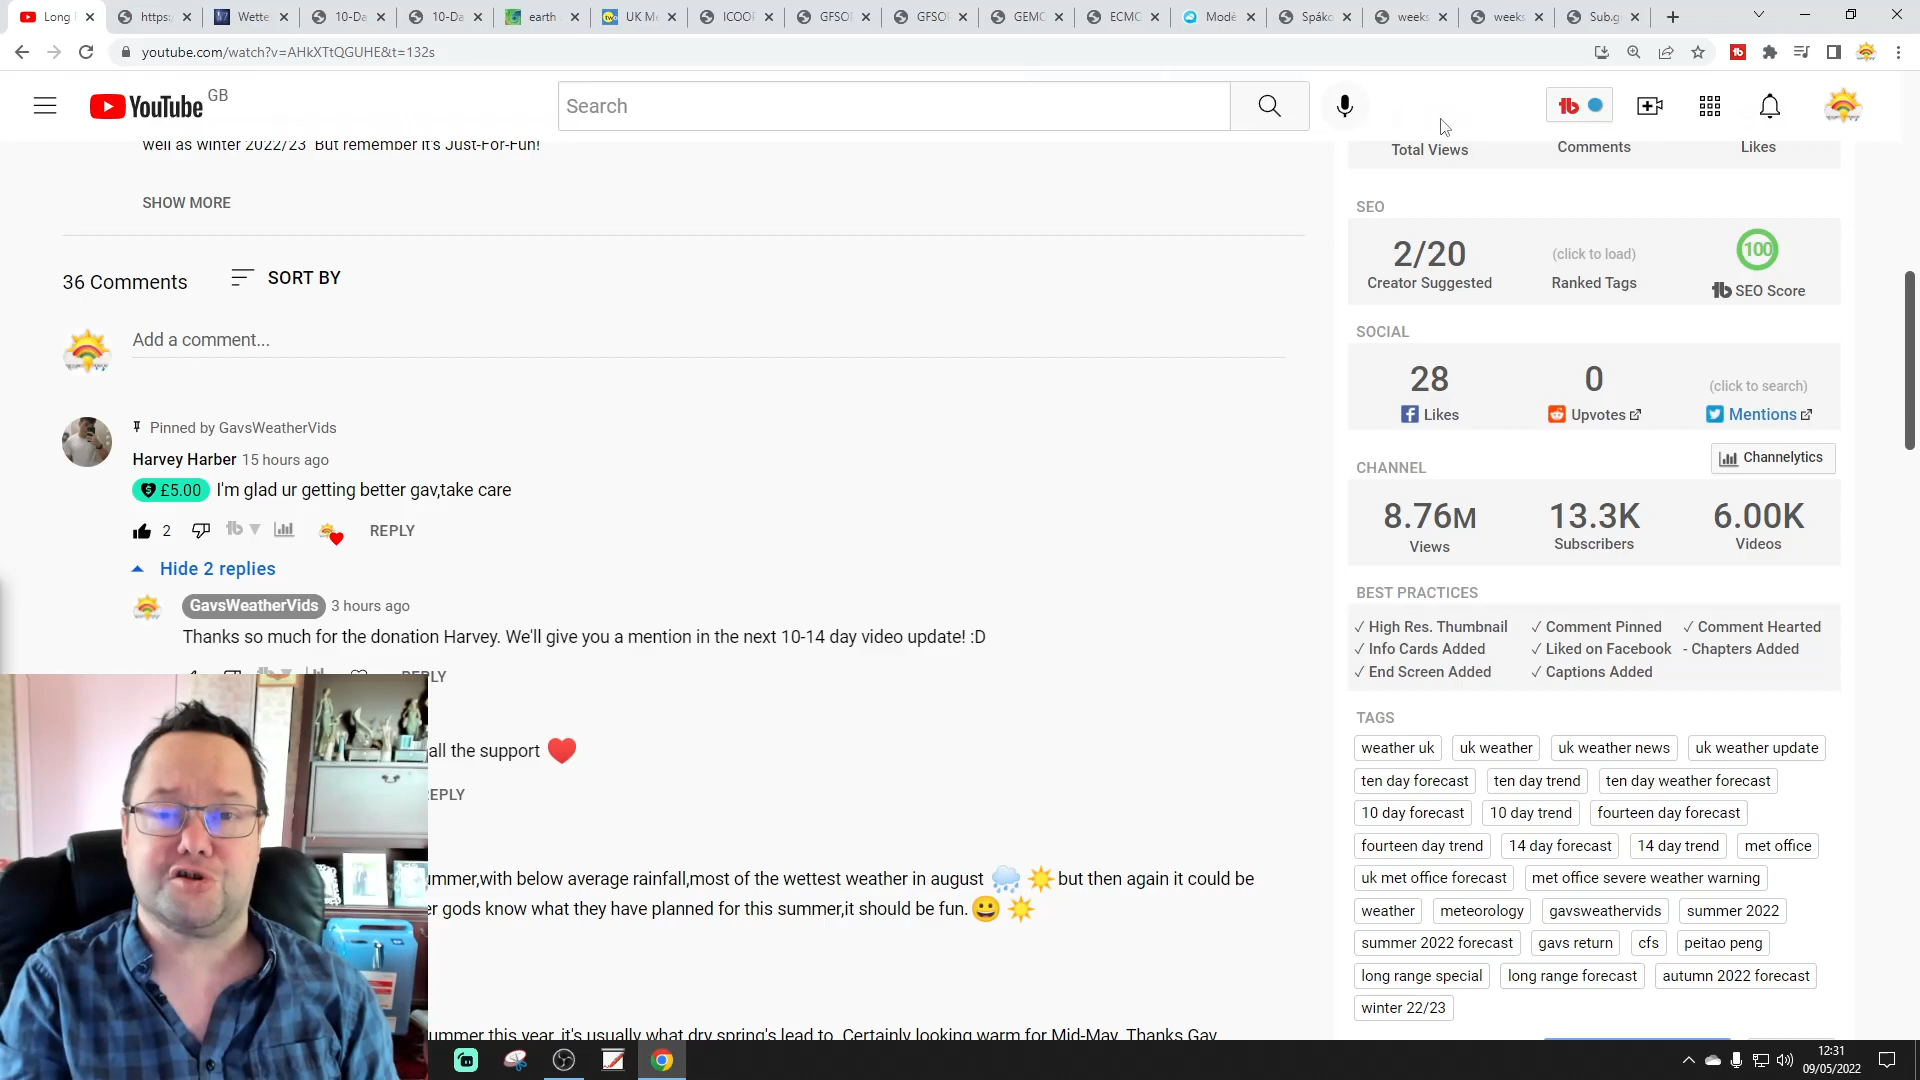 Long
https:
Wette
10-Da
10-Da
earth
UK M
ICOO
GFSO
GFSO
GEMC
ECMC
Modè
Spáko
weeks
weeks
Sub.g
youtube.com/watch?v=AHkXTtQGUHE&t=132s
YouTube GB
Search
well as winter 2022/23 But remember it's Just-For-Fun!
SHOW MORE
36 Comments
SORT BY
Add a comment...
Pinned by GavsWeatherVids
Harvey Harber 15 hours ago
£5.00 I'm glad ur getting better gav,take care
2
REPLY
Hide 2 replies
GavsWeatherVids 3 hours ago
Thanks so much for the donation Harvey. We'll give you a mention in the next 10-14 day video update! :D
all the support ❤️
but then again it could be
ummer,with below average rainfall,most of the wettest weather in august 🌧️ ☀️ but then again it could be
er gods know what they have planned for this summer,it should be fun. 😀 ☀️
ummer this year, it's usually what dry spring's lead to. Certainly looking warm for Mid-May. Thanks Gav
Total Views
Comments
Likes
SEO
2/20
Creator Suggested
(click to load)
Ranked Tags
100
SEO Score
SOCIAL
28
Likes
0
Upvotes
(click to search)
Mentions
CHANNEL
Channelytics
8.76M
Views
13.3K
Subscribers
6.00K
Videos
BEST PRACTICES
✓ High Res. Thumbnail ✓ Comment Pinned ✓ Comment Hearted
✓ Info Cards Added ✓ Liked on Facebook - Chapters Added
✓ End Screen Added ✓ Captions Added
TAGS
weather uk uk weather uk weather news uk weather update
ten day forecast ten day trend ten day weather forecast
10 day forecast 10 day trend fourteen day forecast
fourteen day trend 14 day forecast 14 day trend met office
uk met office forecast met office severe weather warning
weather meteorology gavsweathervids summer 2022
summer 2022 forecast gavs return cfs peitao peng
long range special long range forecast autumn 2022 forecast
winter 22/23
12:31
09/05/2022